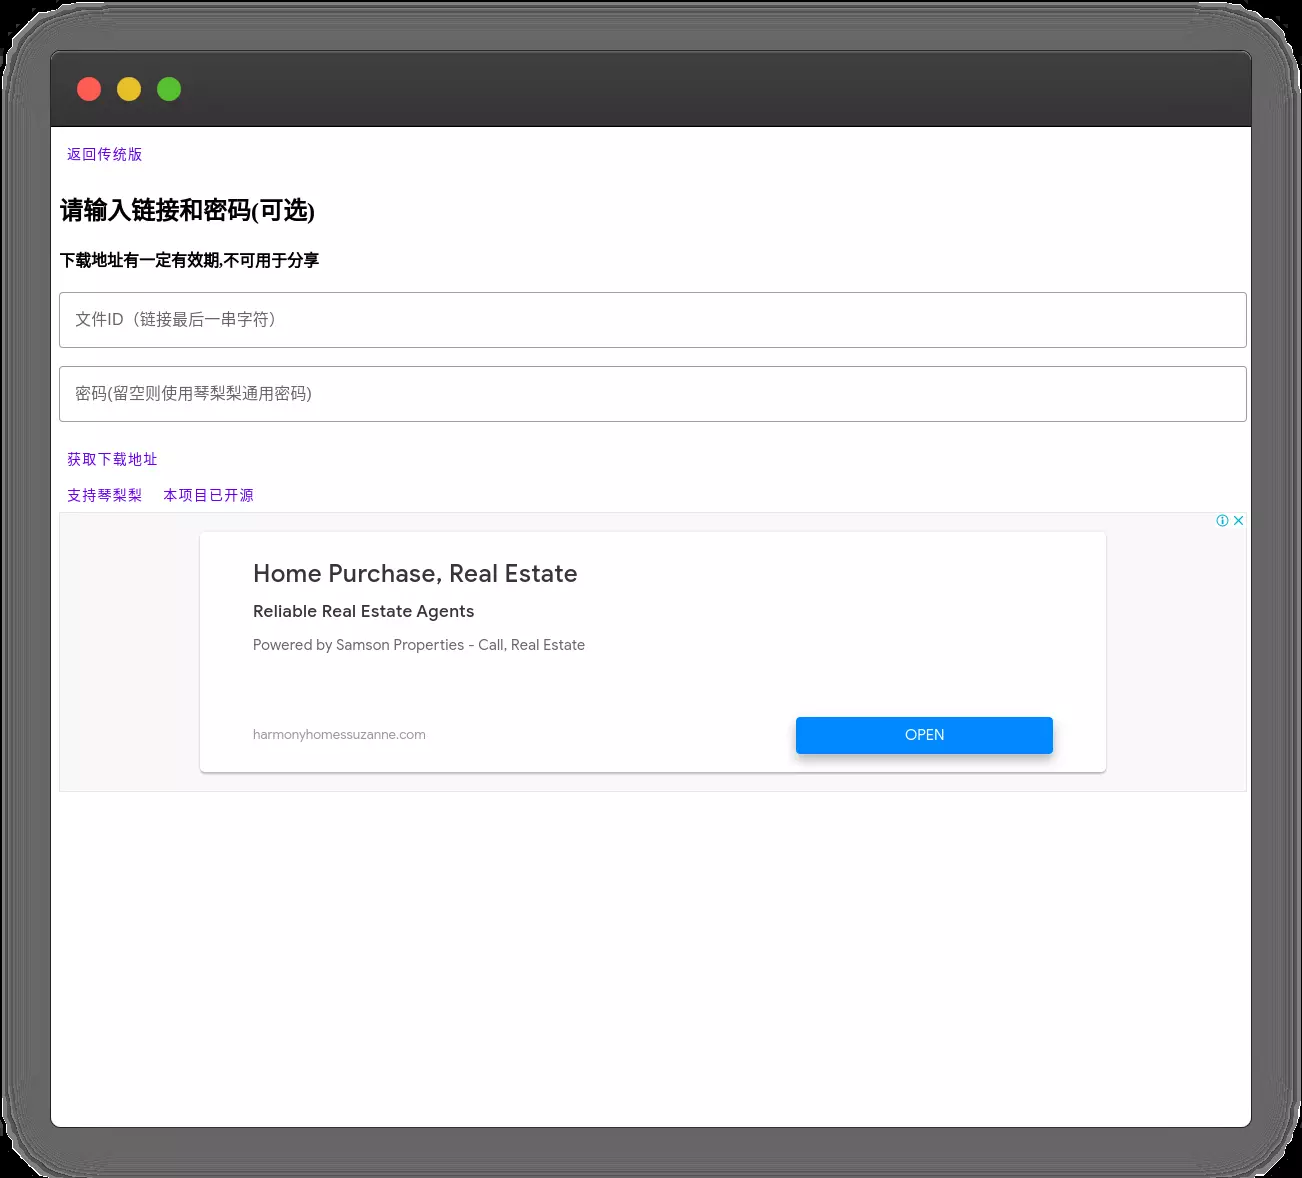 返回传统版
请输入链接和密码(可选)
下载地址有一定有效期,不可用于分享
文件ID（链接最后一串字符）
密码(留空则使用琴梨梨通用密码)
获取下载地址
支持琴梨梨 本项目已开源
Home Purchase, Real Estate
Reliable Real Estate Agents
Powered by Samson Properties - Call, Real Estate
harmonyhomessuzanne.com OPEN